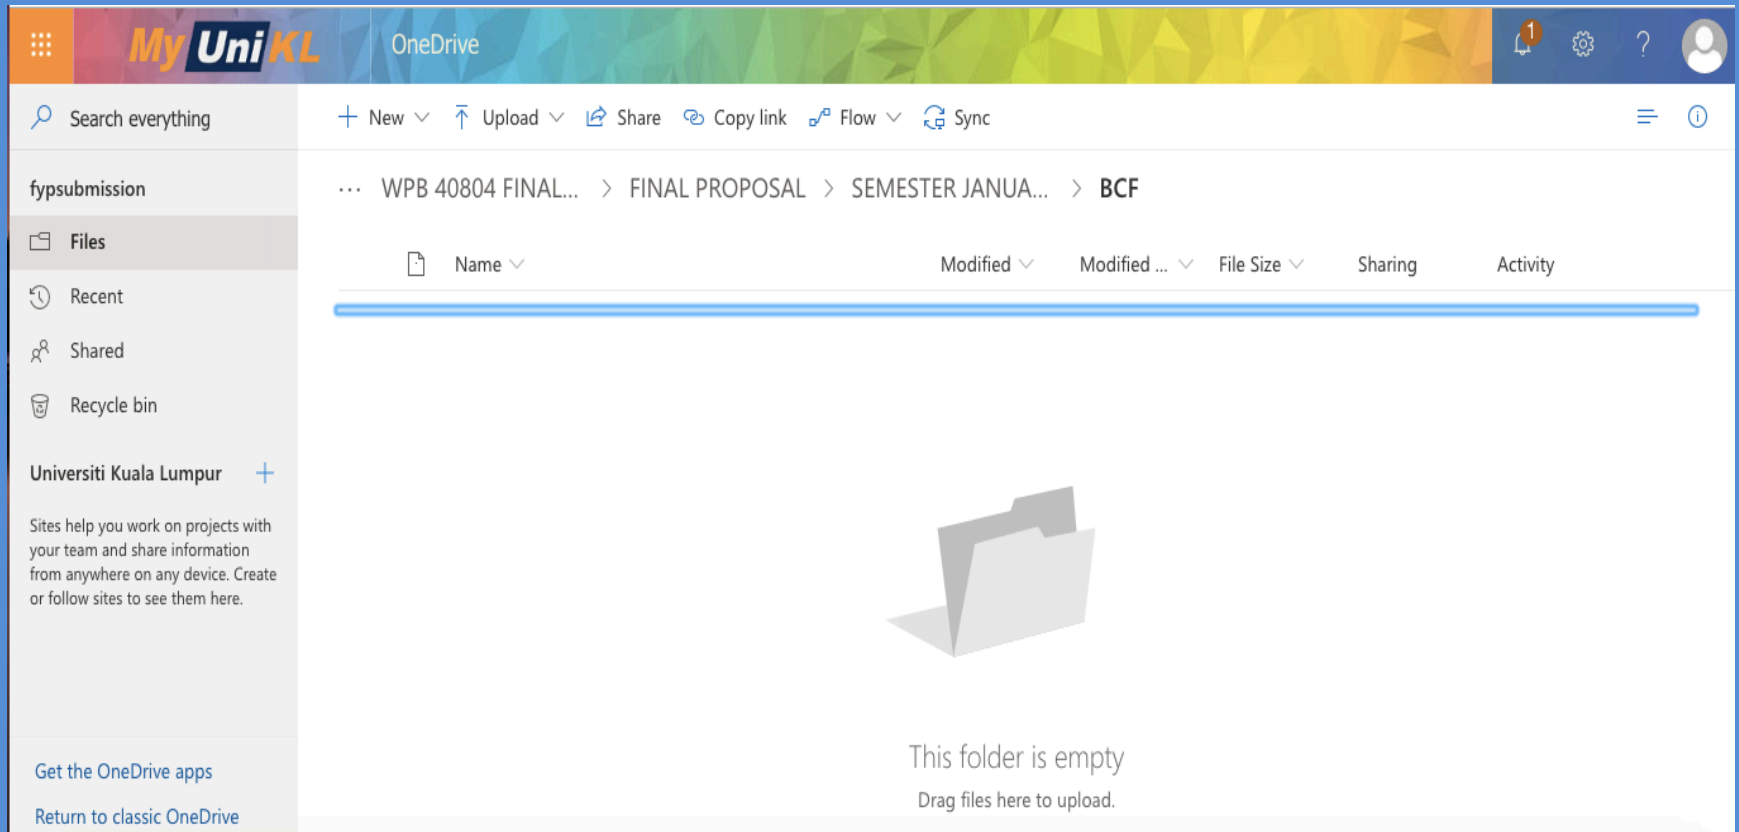 My UniKL
OneDrive
1
?
Search everything
New
Upload
Share
Copy link
Flow
Sync
fypsubmission
... WPB 40804 FINAL... > FINAL PROPOSAL > SEMESTER JANUA... > BCF
Files
Name
Modified
Modified ...
File Size
Sharing
Activity
Recent
Shared
Recycle bin
Universiti Kuala Lumpur +
Sites help you work on projects with
your team and share information
from anywhere on any device. Create
or follow sites to see them here.
This folder is empty
Drag files here to upload.
Get the OneDrive apps
Return to classic OneDrive